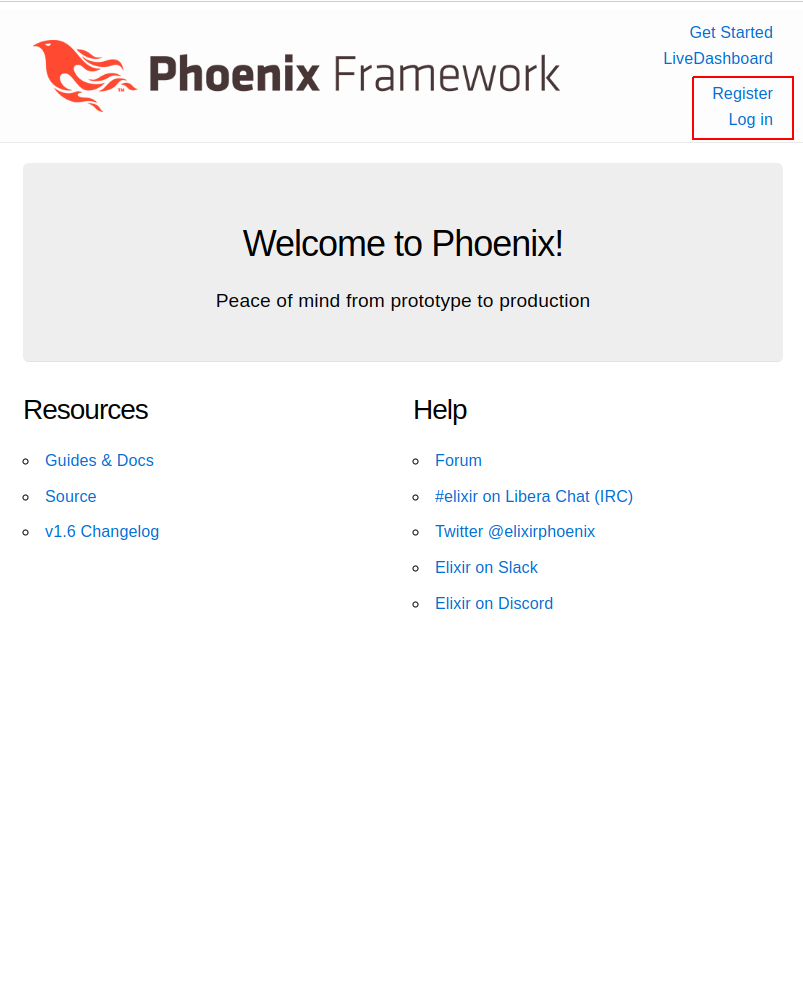 Get Started
LiveDashboard
Phoenix Framework
™
Register
Log in
Welcome to Phoenix!
Peace of mind from prototype to production
Resources
Guides & Docs
Source
v1.6 Changelog
Help
Forum
#elixir on Libera Chat (IRC)
Twitter @elixirphoenix
Elixir on Slack
Elixir on Discord